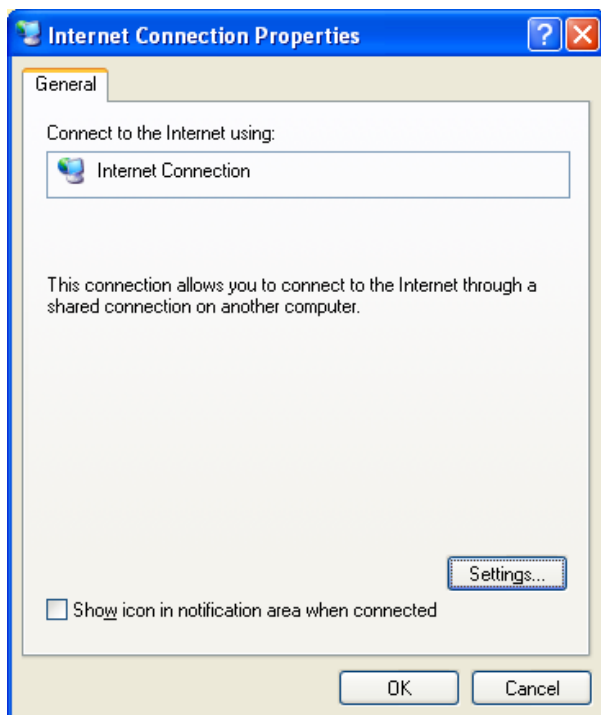 Internet Connection Properties
General
Connect to the Internet using:
Internet Connection
This connection allows you to connect to the Internet through a
shared connection on another computer.
Settings...
Show icon in notification area when connected
OK
Cancel